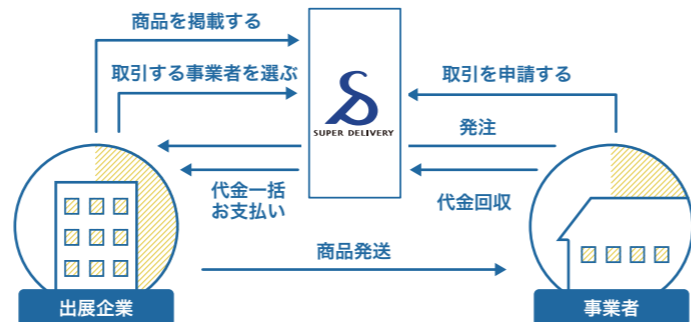 商品を掲載する
取引する事業者を選ぶ
取引を申請する
SUPER DELIVERY
発注
代金一括
お支払い
代金回収
商品発送
出展企業
事業者